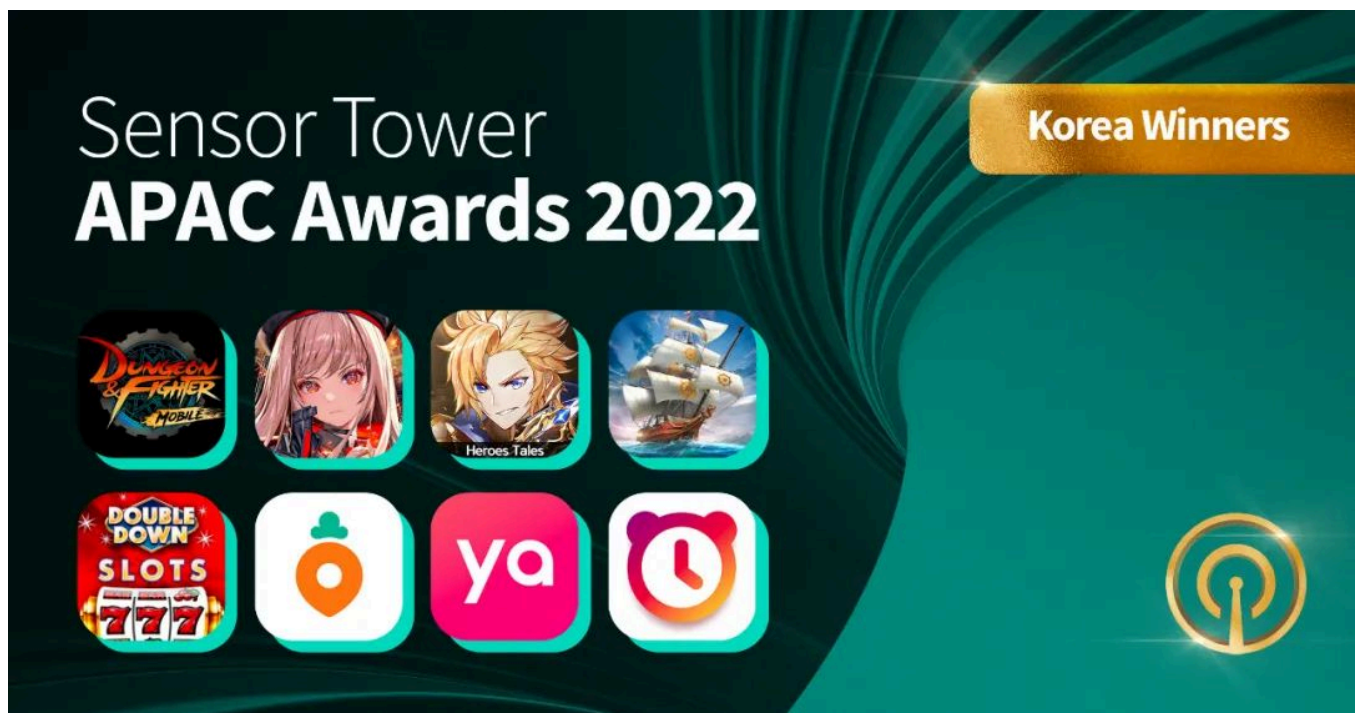 Sensor Tower
APAC Awards 2022
Korea Winners
DUNGEON
& FIGHTER
MOBILE
Heroes Tales
DOUBLE
DOWN
SLOTS
777
ya